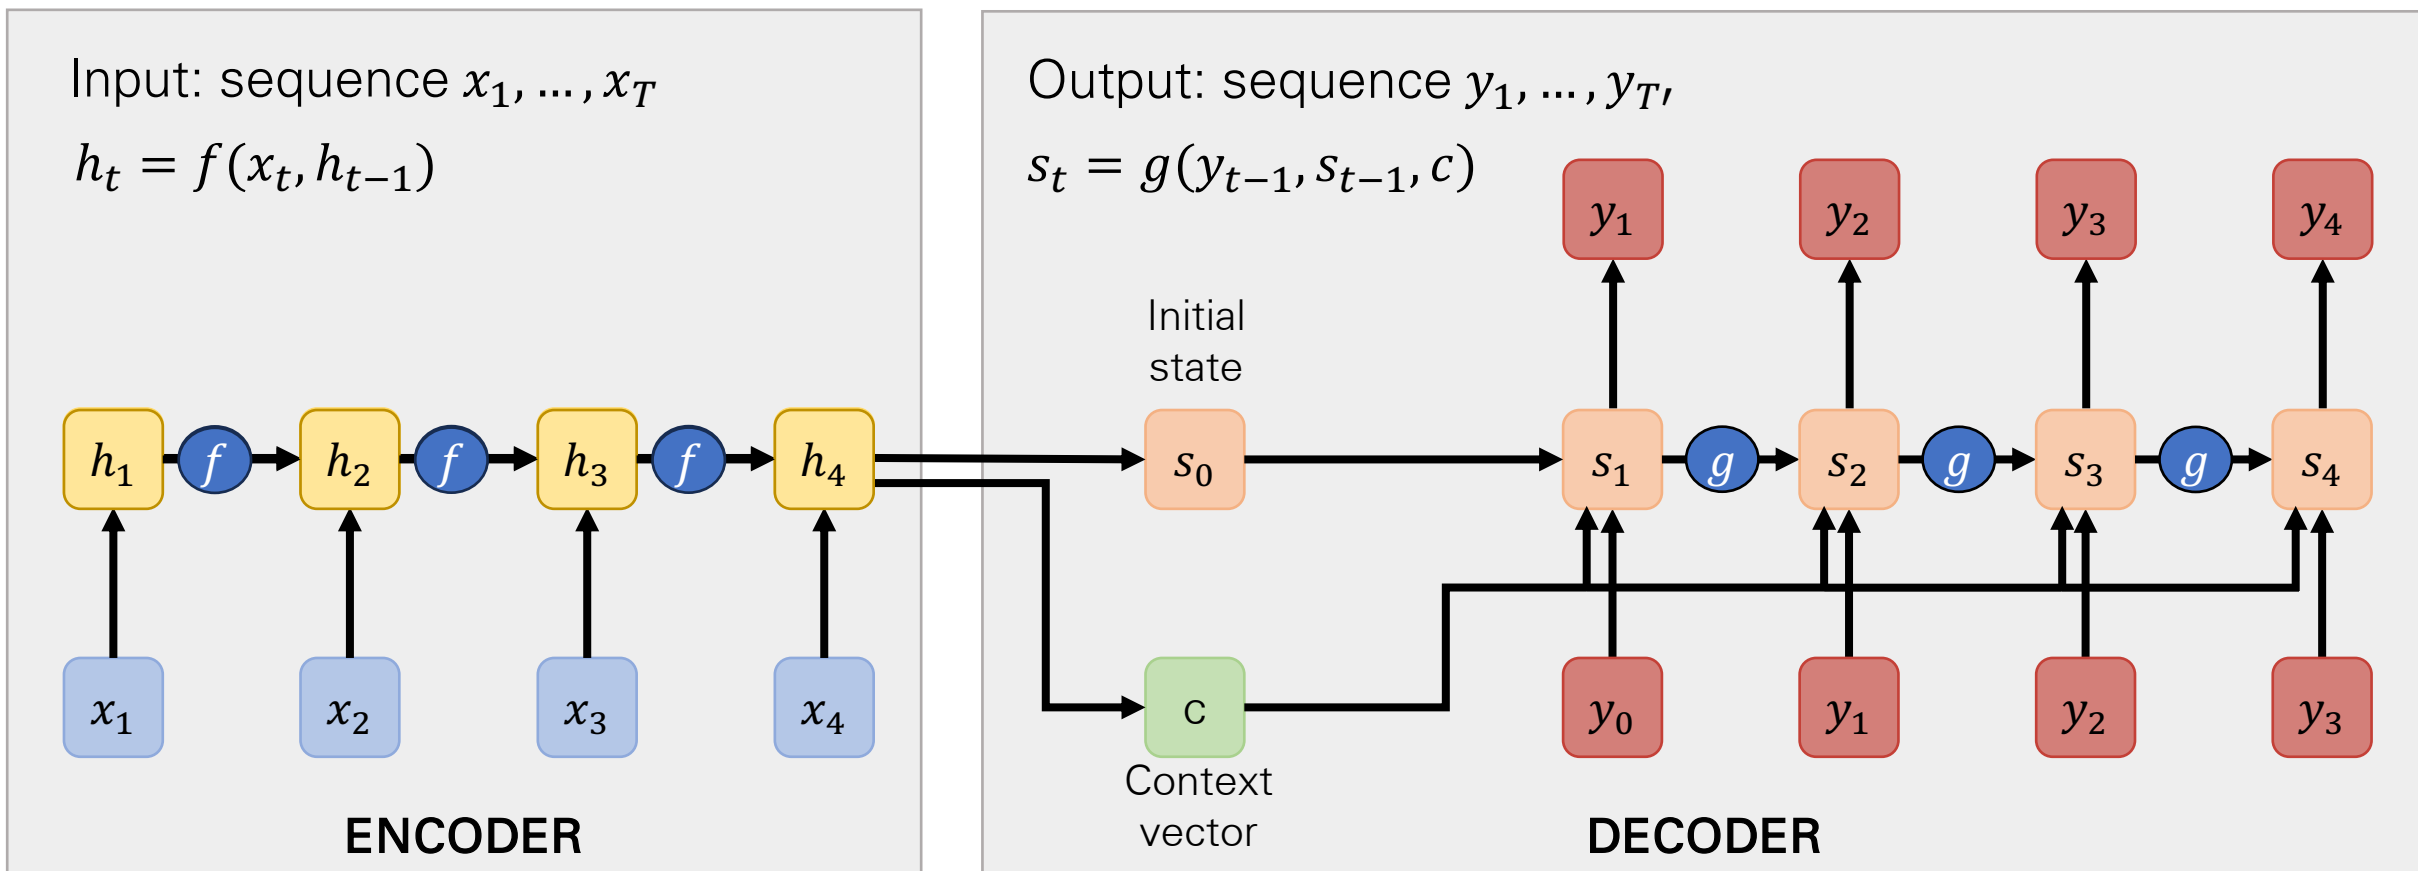 Input: sequence x₁, … , x_T
h_t = f(x_t, h_{t−1})
h₁ f h₂ f h₃ f h₄
x₁ x₂ x₃ x₄
ENCODER
Output: sequence y₁, … , y_{T′}
s_t = g(y_{t−1}, s_{t−1}, c)
y₁ y₂ y₃ y₄
Initial
state
s₀ s₁ g s₂ g s₃ g s₄
c y₀ y₁ y₂ y₃
Context
vector
DECODER